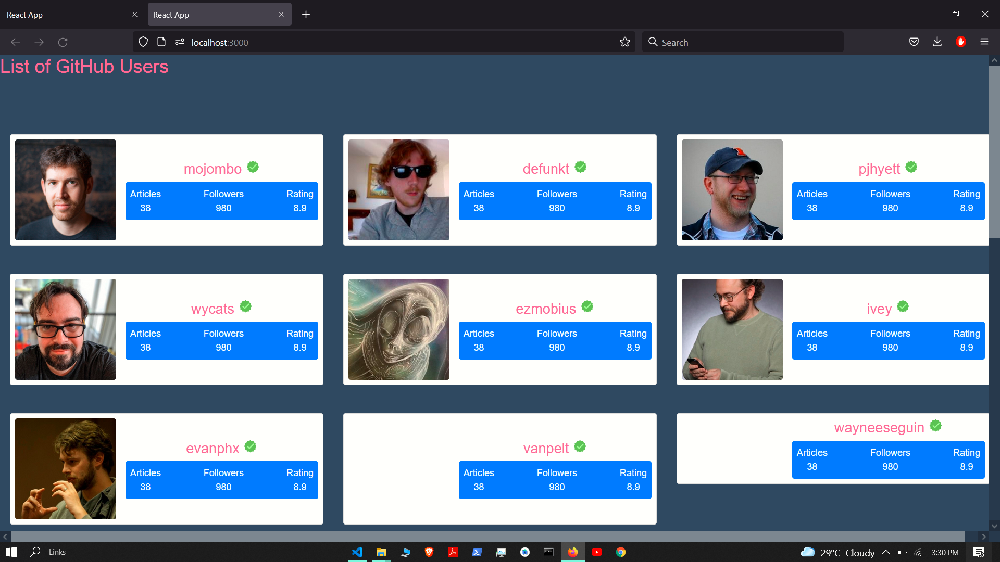 React App
React App
localhost:3000
Search
List of GitHub Users
mojombo
Articles Followers Rating
38 980 8.9
defunkt
Articles Followers Rating
38 980 8.9
pjhyett
Articles Followers Rating
38 980 8.9
wycats
Articles Followers Rating
38 980 8.9
ezmobius
Articles Followers Rating
38 980 8.9
ivey
Articles Followers Rating
38 980 8.9
evanphx
Articles Followers Rating
38 980 8.9
vanpelt
Articles Followers Rating
38 980 8.9
wayneeseguin
Articles Followers Rating
38 980 8.9
Links
29°C Cloudy
3:30 PM